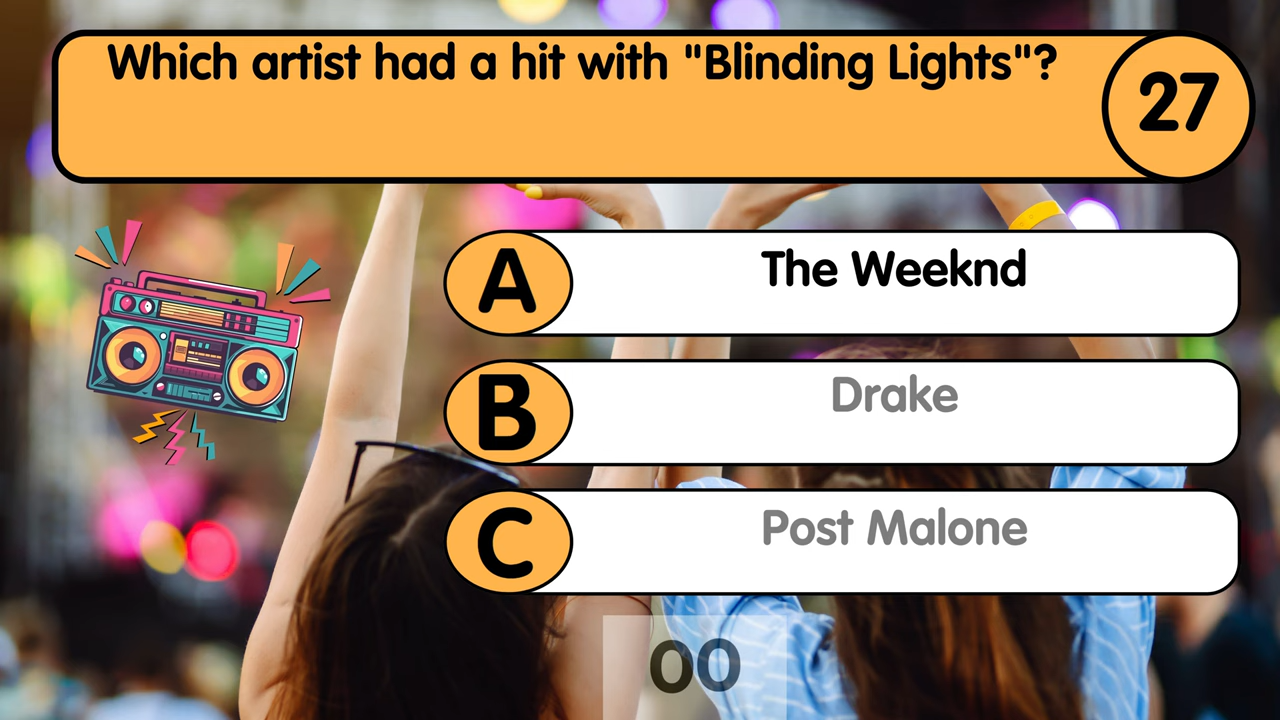 Which artist had a hit with "Blinding Lights"?
27
A
The Weeknd
B
Drake
C
Post Malone
00